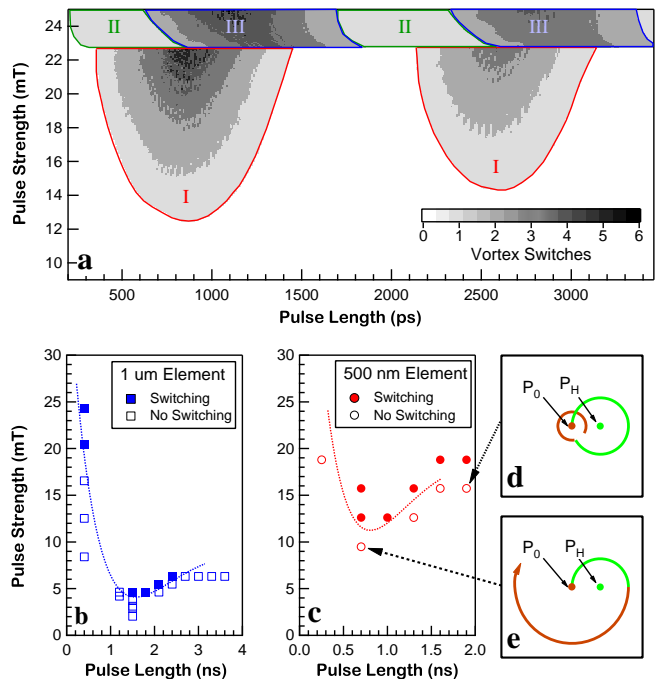 24
22
20
18
16
14
12
10
Pulse Strength (mT)
II
III
II
III
I
I
a
0 1 2 3 4 5 6
Vortex Switches
500 1000 1500 2000 2500 3000
Pulse Length (ps)
30
25
20
15
10
5
0
Pulse Strength (mT)
1 um Element
Switching
No Switching
b
0 1 2 3 4
Pulse Length (ns)
30
25
20
15
10
5
0
500 nm Element
Switching
No Switching
c
0.0 0.5 1.0 1.5 2.0
Pulse Length (ns)
P0 PH
d
P0 PH
e